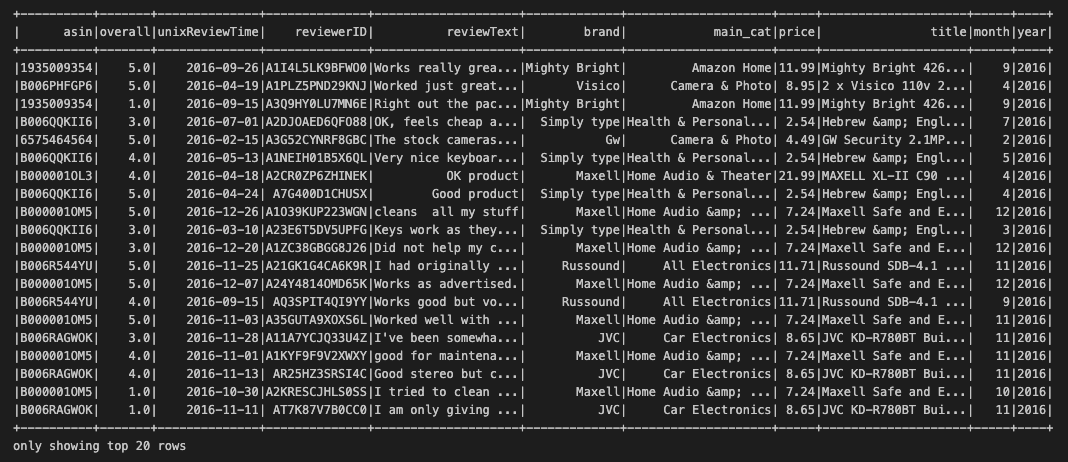 +----------+-------+--------------+--------------+--------------------+-------------+--------------------+-----+--------------------+-----+----+
|      asin|overall|unixReviewTime|    reviewerID|          reviewText|        brand|            main_cat|price|               title|month|year|
+----------+-------+--------------+--------------+--------------------+-------------+--------------------+-----+--------------------+-----+----+
|1935009354|    5.0|    2016-09-26|A1I4L5LK9BFWO0|Works really grea...|Mighty Bright|         Amazon Home|11.99|Mighty Bright 426...|    9|2016|
|B006PHFGP6|    5.0|    2016-04-19|A1PLZ5PND29KNJ|Worked just great...|       Visico|      Camera & Photo| 8.95|2 x Visico 110v 2...|    4|2016|
|1935009354|    1.0|    2016-09-15|A3Q9HY0LU7MN6E|Right out the pac...|Mighty Bright|         Amazon Home|11.99|Mighty Bright 426...|    9|2016|
|B006QQKII6|    3.0|    2016-07-01|A2DJOAED6QFO88|OK, feels cheap a...|  Simply type|Health & Personal...| 2.54|Hebrew &amp; Engl...|    7|2016|
|6575464564|    5.0|    2016-02-15|A3G52CYNRF8GBC|The stock cameras...|           Gw|      Camera & Photo| 4.49|GW Security 2.1MP...|    2|2016|
|B006QQKII6|    4.0|    2016-05-13|A1NEIH01B5X6QL|Very nice keyboar...|  Simply type|Health & Personal...| 2.54|Hebrew &amp; Engl...|    5|2016|
|B000001OL3|    4.0|    2016-04-18|A2CR0ZP6ZHINEK|          OK product|       Maxell|Home Audio & Theater|21.99|MAXELL XL-II C90 ...|    4|2016|
|B006QQKII6|    5.0|    2016-04-24| A7G400D1CHUSX|        Good product|  Simply type|Health & Personal...| 2.54|Hebrew &amp; Engl...|    4|2016|
|B000001OM5|    5.0|    2016-12-26|A1O39KUP223WGN|cleans  all my stuff|       Maxell|Home Audio &amp; ...| 7.24|Maxell Safe and E...|   12|2016|
|B006QQKII6|    3.0|    2016-03-10|A23E6T5DV5UPFG|Keys work as they...|  Simply type|Health & Personal...| 2.54|Hebrew &amp; Engl...|    3|2016|
|B000001OM5|    3.0|    2016-12-20|A1ZC38GBGG8J26|Did not help my c...|       Maxell|Home Audio &amp; ...| 7.24|Maxell Safe and E...|   12|2016|
|B006R544YU|    5.0|    2016-11-25|A21GK1G4CA6K9R|I had originally ...|     Russound|     All Electronics|11.71|Russound SDB-4.1 ...|   11|2016|
|B000001OM5|    5.0|    2016-12-07|A24Y4814OMD65K|Works as advertised.|       Maxell|Home Audio &amp; ...| 7.24|Maxell Safe and E...|   12|2016|
|B006R544YU|    4.0|    2016-09-15| AQ3SPIT4QI9YY|Works good but vo...|     Russound|     All Electronics|11.71|Russound SDB-4.1 ...|    9|2016|
|B000001OM5|    5.0|    2016-11-03|A35GUTA9XOXS6L|Worked well with ...|       Maxell|Home Audio &amp; ...| 7.24|Maxell Safe and E...|   11|2016|
|B006RAGWOK|    3.0|    2016-11-28|A11A7YCJQ33U4Z|I've been somewha...|          JVC|     Car Electronics| 8.65|JVC KD-R780BT Bui...|   11|2016|
|B000001OM5|    4.0|    2016-11-01|A1KYF9F9V2XWXY|good for maintena...|       Maxell|Home Audio &amp; ...| 7.24|Maxell Safe and E...|   11|2016|
|B006RAGWOK|    4.0|    2016-11-13| AR25HZ3SRSI4C|Good stereo but c...|          JVC|     Car Electronics| 8.65|JVC KD-R780BT Bui...|   11|2016|
|B000001OM5|    1.0|    2016-10-30|A2KRESCJHLS0SS|I tried to clean ...|       Maxell|Home Audio &amp; ...| 7.24|Maxell Safe and E...|   10|2016|
|B006RAGWOK|    1.0|    2016-11-11| AT7K87V7B0CC0|I am only giving ...|          JVC|     Car Electronics| 8.65|JVC KD-R780BT Bui...|   11|2016|
+----------+-------+--------------+--------------+--------------------+-------------+--------------------+-----+--------------------+-----+----+
only showing top 20 rows